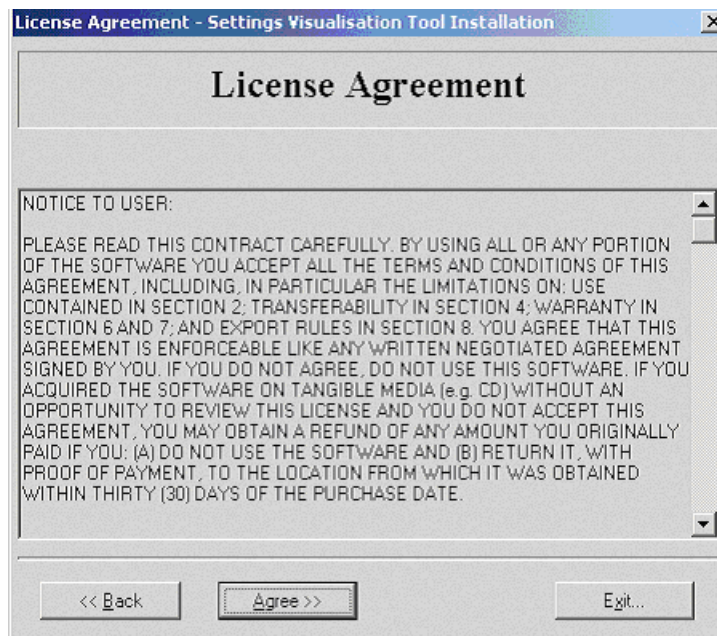 License Agreement - Settings Visualisation Tool Installation
License Agreement
NOTICE TO USER:
PLEASE READ THIS CONTRACT CAREFULLY. BY USING ALL OR ANY PORTION
OF THE SOFTWARE YOU ACCEPT ALL THE TERMS AND CONDITIONS OF THIS
AGREEMENT, INCLUDING, IN PARTICULAR THE LIMITATIONS ON: USE
CONTAINED IN SECTION 2; TRANSFERABILITY IN SECTION 4; WARRANTY IN
SECTION 6 AND 7; AND EXPORT RULES IN SECTION 8. YOU AGREE THAT THIS
AGREEMENT IS ENFORCEABLE LIKE ANY WRITTEN NEGOTIATED AGREEMENT
SIGNED BY YOU. IF YOU DO NOT AGREE, DO NOT USE THIS SOFTWARE. IF YOU
ACQUIRED THE SOFTWARE ON TANGIBLE MEDIA (e.g. CD) WITHOUT AN
OPPORTUNITY TO REVIEW THIS LICENSE AND YOU DO NOT ACCEPT THIS
AGREEMENT, YOU MAY OBTAIN A REFUND OF ANY AMOUNT YOU ORIGINALLY
PAID IF YOU: (A) DO NOT USE THE SOFTWARE AND (B) RETURN IT, WITH
PROOF OF PAYMENT, TO THE LOCATION FROM WHICH IT WAS OBTAINED
WITHIN THIRTY (30) DAYS OF THE PURCHASE DATE.
<< Back
Agree >>
Exit...